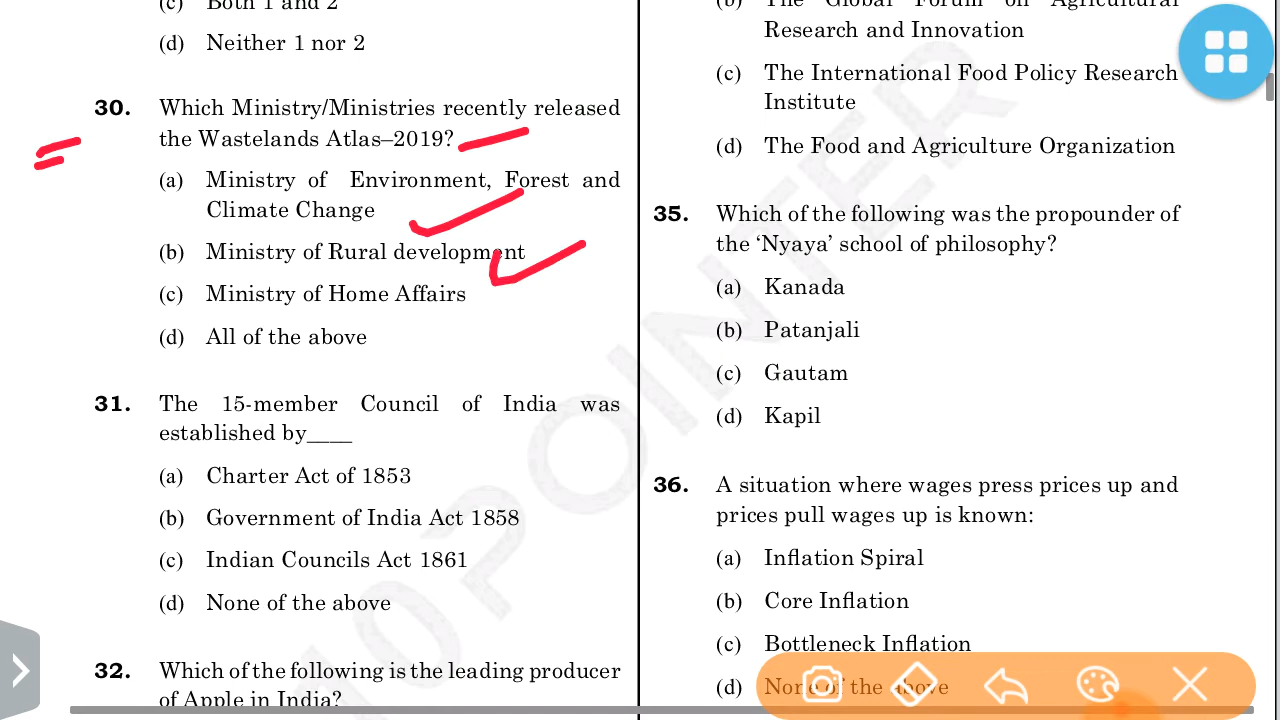 (c) Both 1 and 2
(d) Neither 1 nor 2
30. Which Ministry/Ministries recently released
the Wastelands Atlas–2019?
(a) Ministry of Environment, Forest and
Climate Change
(b) Ministry of Rural development
(c) Ministry of Home Affairs
(d) All of the above
31. The 15-member Council of India was
established by____
(a) Charter Act of 1853
(b) Government of India Act 1858
(c) Indian Councils Act 1861
(d) None of the above
32. Which of the following is the leading producer
of Apple in India?
(b) The Global Forum on Agricultural
Research and Innovation
(c) The International Food Policy Research
Institute
(d) The Food and Agriculture Organization
35. Which of the following was the propounder of
the ‘Nyaya’ school of philosophy?
(a) Kanada
(b) Patanjali
(c) Gautam
(d) Kapil
36. A situation where wages press prices up and
prices pull wages up is known:
(a) Inflation Spiral
(b) Core Inflation
(c) Bottleneck Inflation
(d) None of the above
POINTER